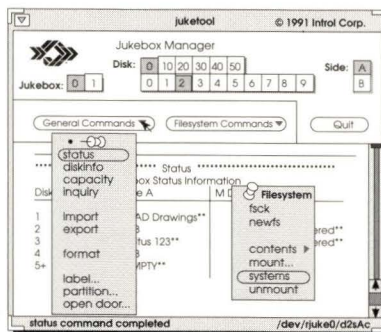 juketool © 1991 Introl Corp.
Jukebox Manager
Disk: 0 10 20 30 40 50 Side: A
Jukebox: 0 1 0 1 2 3 4 5 6 7 8 9 B
General Commands Filesystem Commands Quit
Status
status
diskinfo
capacity
inquiry
import
export
format
label...
partition...
open door...
box Status Information
Disk e A M D
1 AD Drawings**
2 B
3 tus 123**
4 B
5+ MPTY**
ered**
ered**
Filesystem
fsck
newfs
contents
mount...
systems
unmount
status command completed /dev/rjuke0/d2sAc